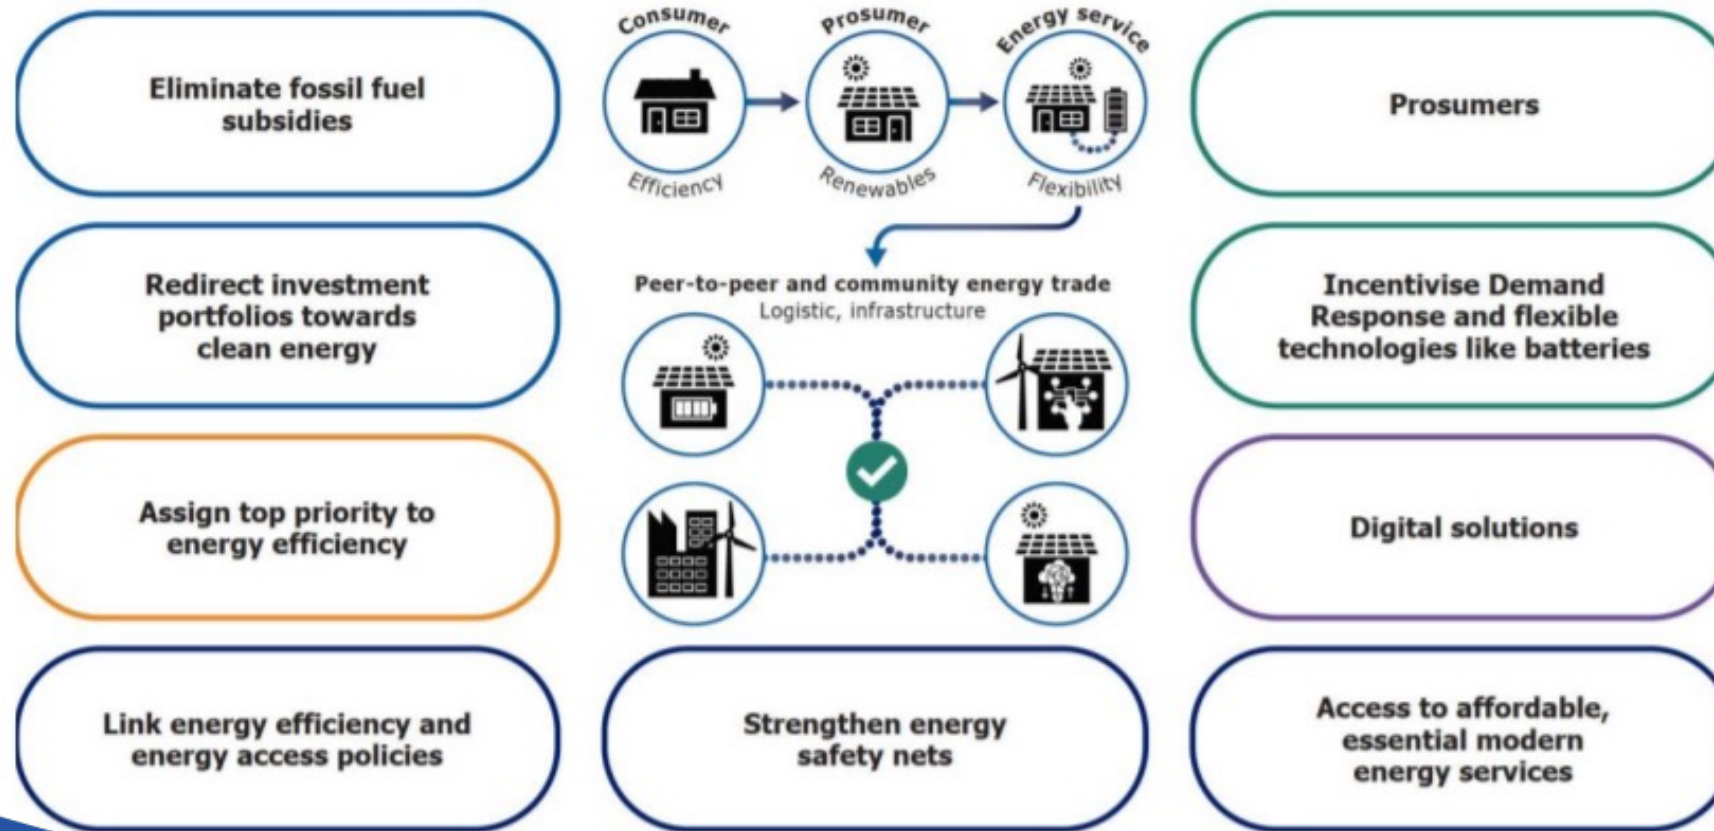 Eliminate fossil fuel
subsidies
Consumer
Efficiency
Prosumer
Renewables
Energy service
Flexibility
Prosumers
Redirect investment
portfolios towards
clean energy
Peer-to-peer and community energy trade
Logistic, infrastructure
Incentivise Demand
Response and flexible
technologies like batteries
Assign top priority to
energy efficiency
Digital solutions
Link energy efficiency and
energy access policies
Strengthen energy
safety nets
Access to affordable,
essential modern
energy services